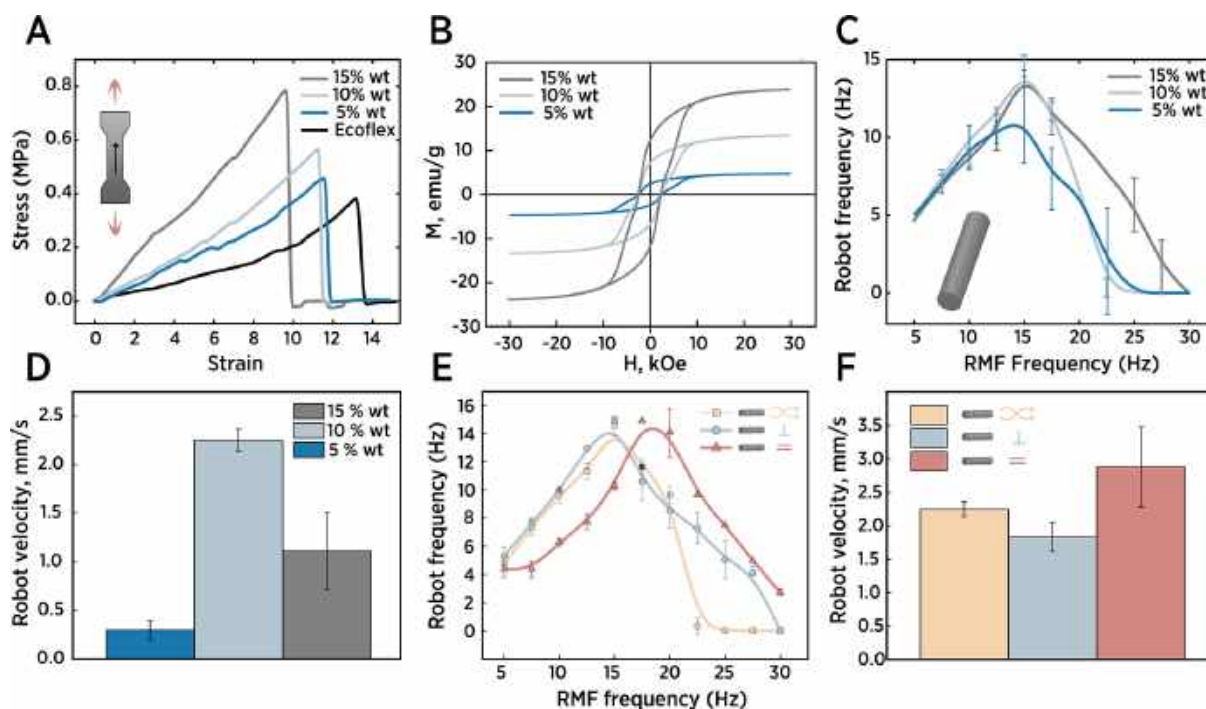 A
15% wt
10% wt
5% wt
Ecoflex
Stress (MPa)
0.8
0.6
0.4
0.2
0.0
0 2 4 6 8 10 12 14
Strain
B
15% wt
10% wt
5% wt
M, emu/g
30
20
10
0
-10
-20
-30
-30 -20 -10 0 10 20 30
H, kOe
C
15% wt
10% wt
5% wt
Robot frequency (Hz)
15
10
5
0
5 10 15 20 25 30
RMF Frequency (Hz)
D
15 % wt
10 % wt
5 % wt
Robot velocity, mm/s
2.5
2.0
1.5
1.0
0.5
0.0
E
Robot frequency (Hz)
16
14
12
10
8
6
4
2
0
5 10 15 20 25 30
RMF frequency (Hz)
F
Robot velocity, mm/s
3.5
3.0
2.5
2.0
1.5
1.0
0.5
0.0